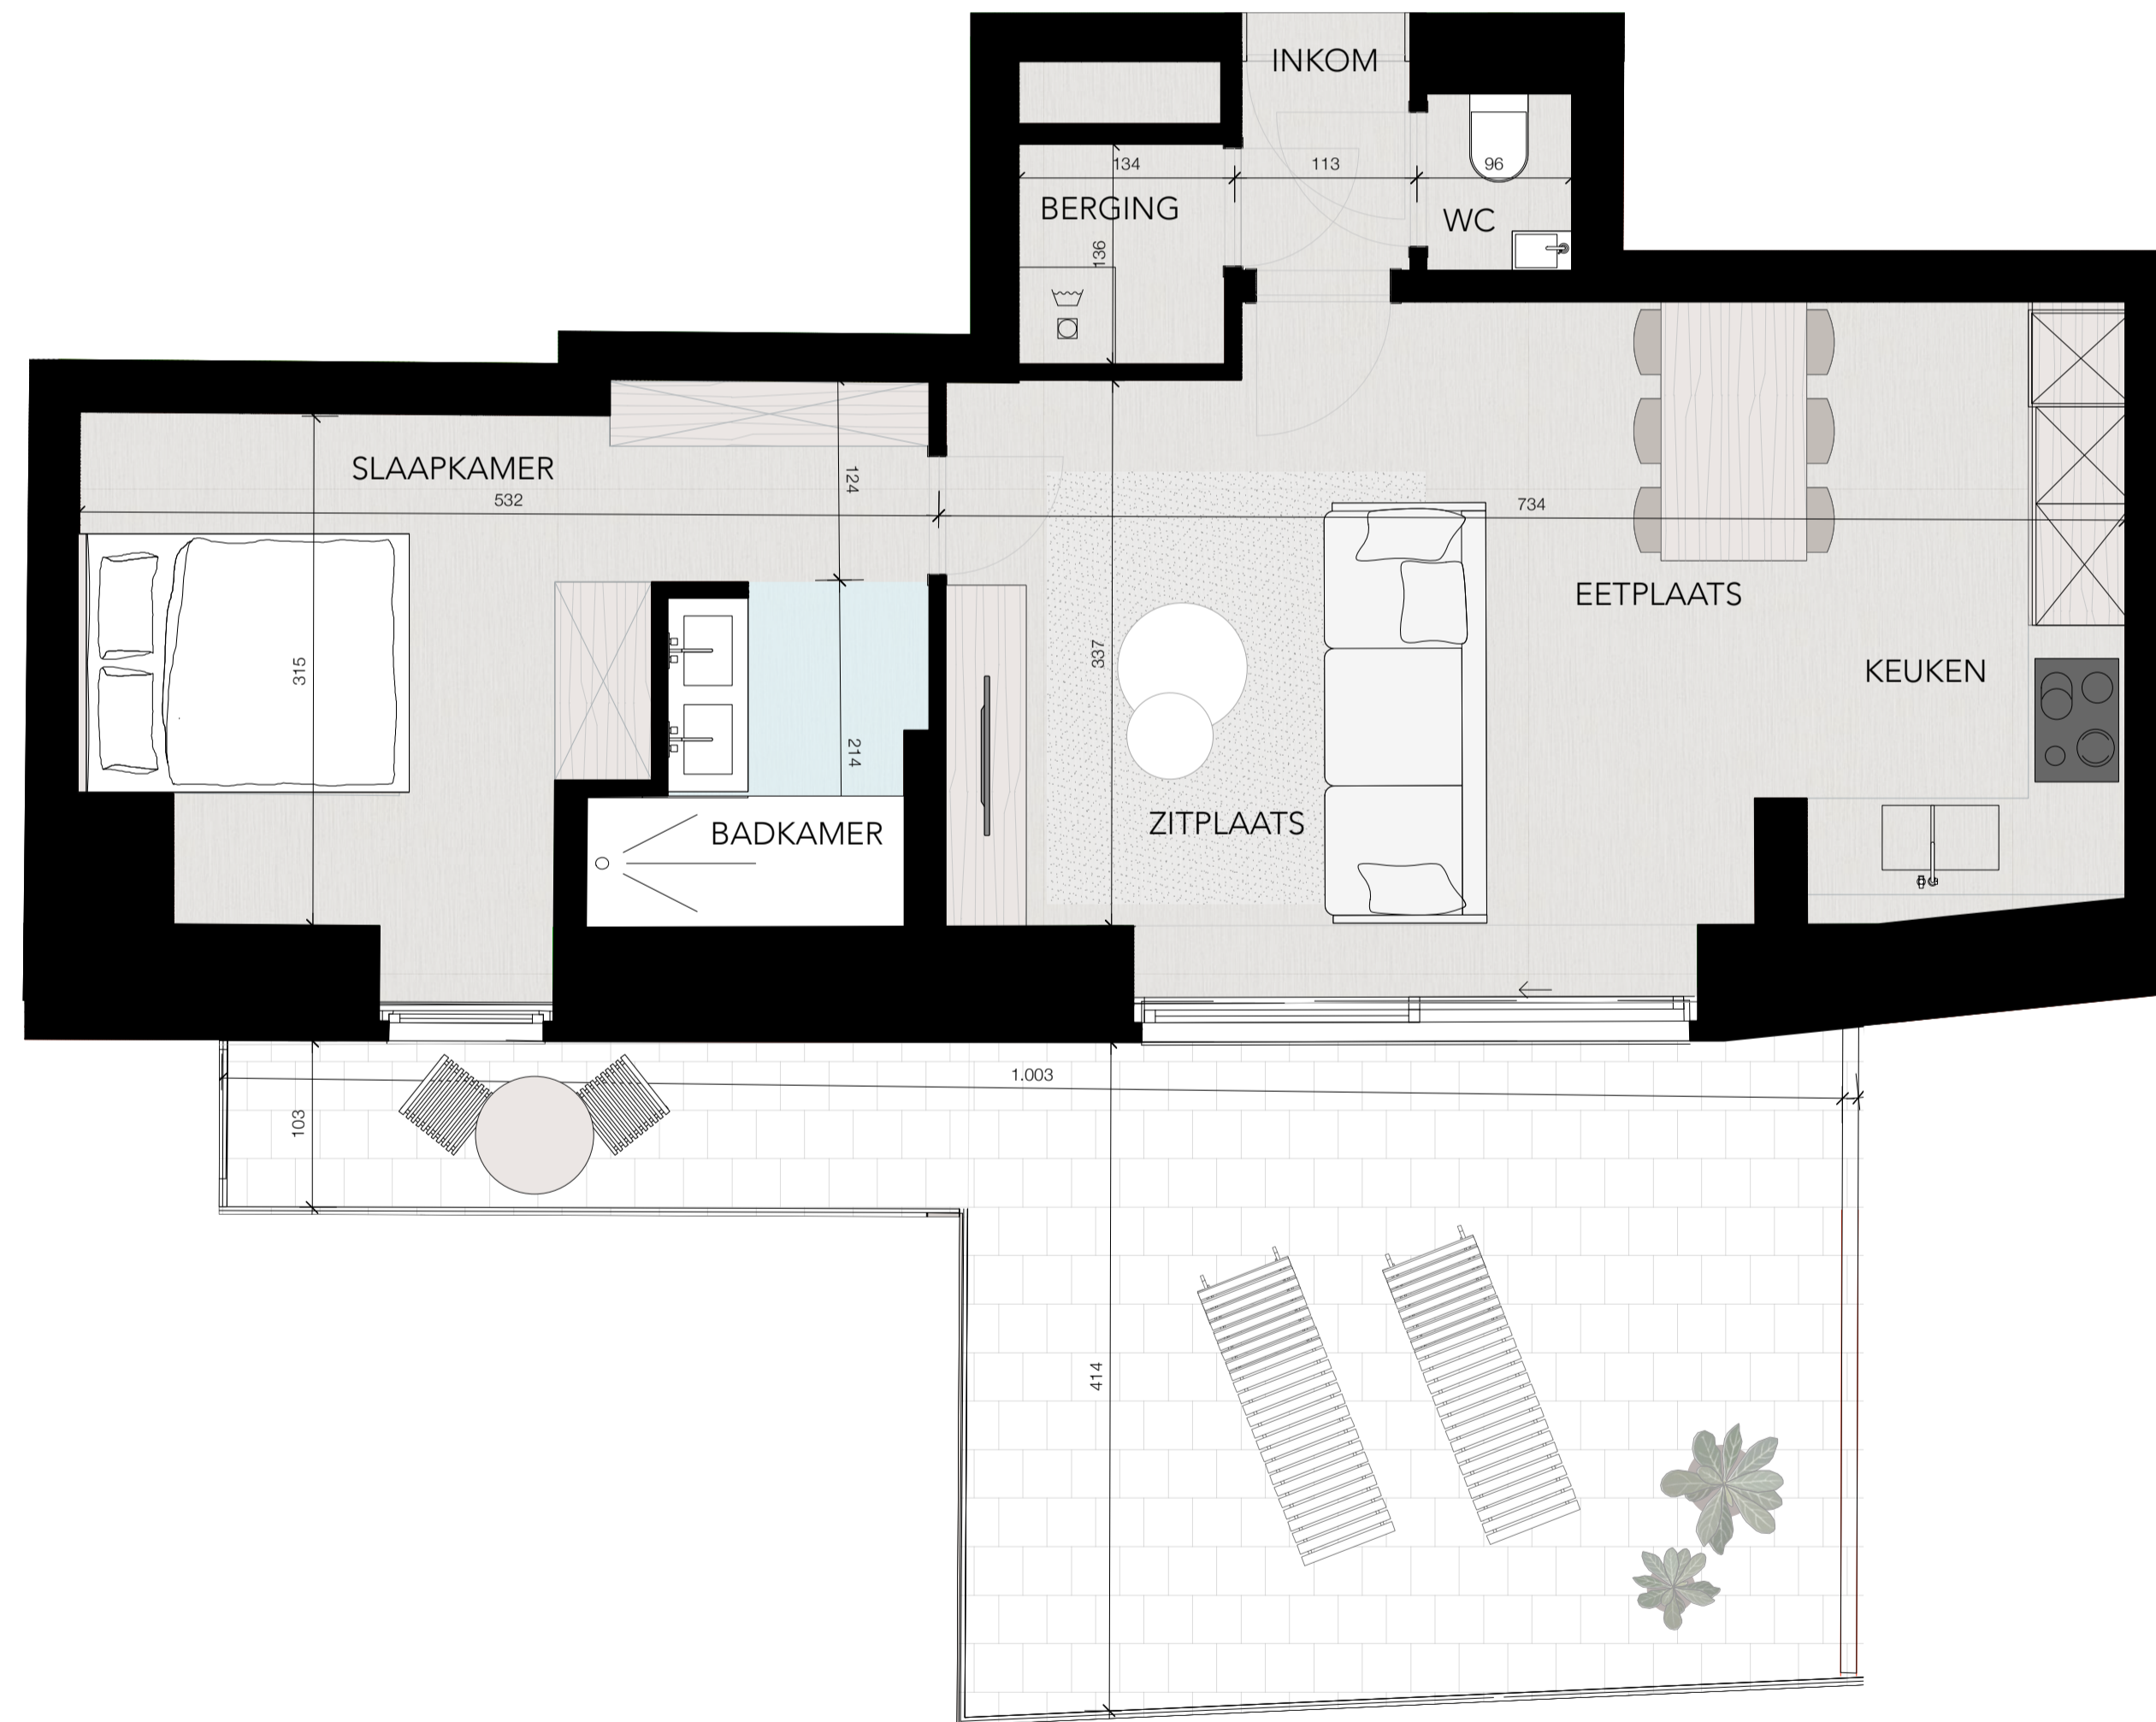 INKOM
134
113
96
BERGING
WC
136
SLAAPKAMER
532
124
734
EETPLAATS
315
337
KEUKEN
214
ZITPLAATS
BADKAMER
1.003
103
414